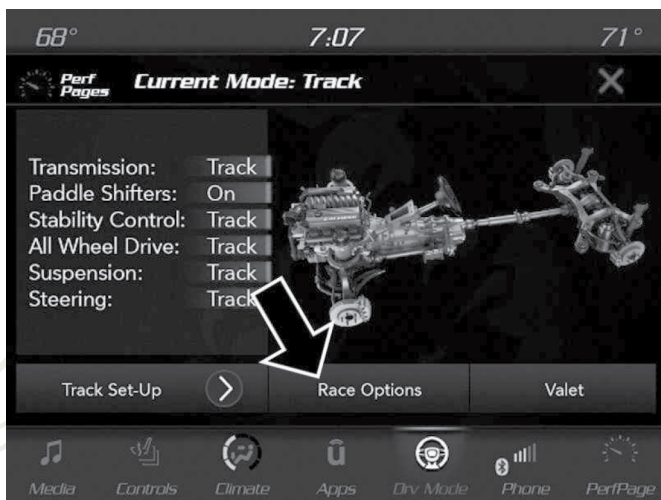 68° 7:07 71°
Perf
Pages
Current Mode: Track
Transmission: Track
Paddle Shifters: On
Stability Control: Track
All Wheel Drive: Track
Suspension: Track
Steering: Track
Track Set-Up Race Options Valet
Media Controls Climate Apps Drv Mode Phone PerfPage